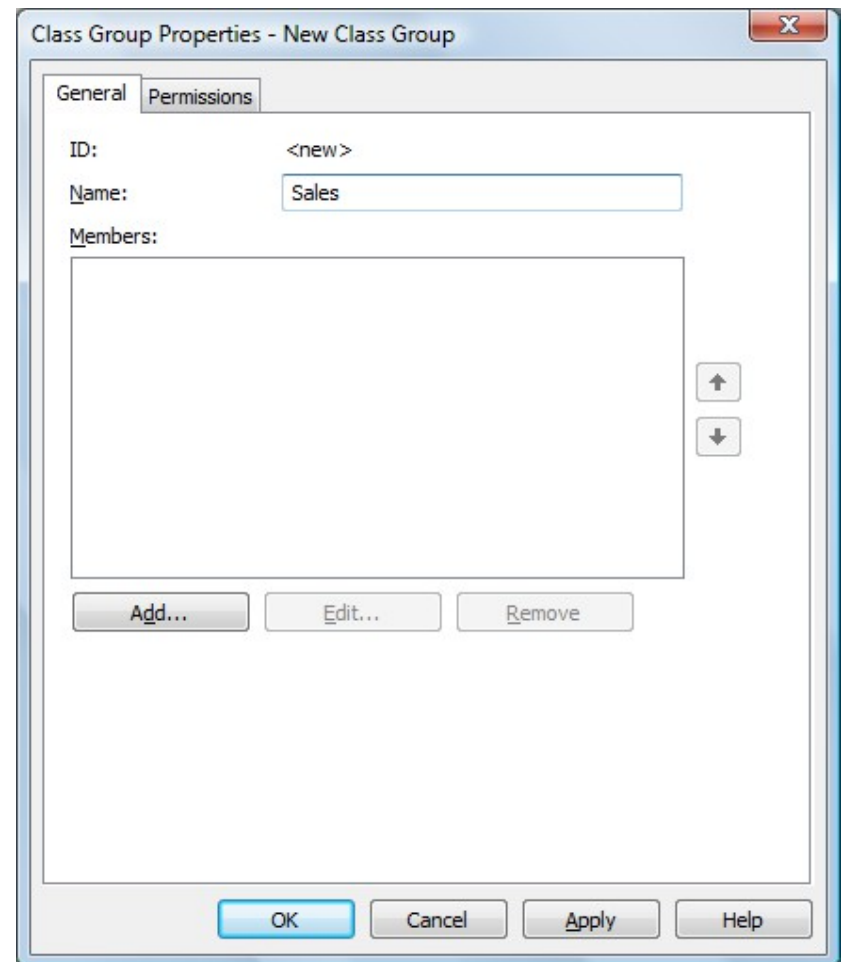 Class Group Properties - New Class Group
General Permissions
ID: <new>
Name: Sales
Members:
Add... Edit... Remove
OK Cancel Apply Help